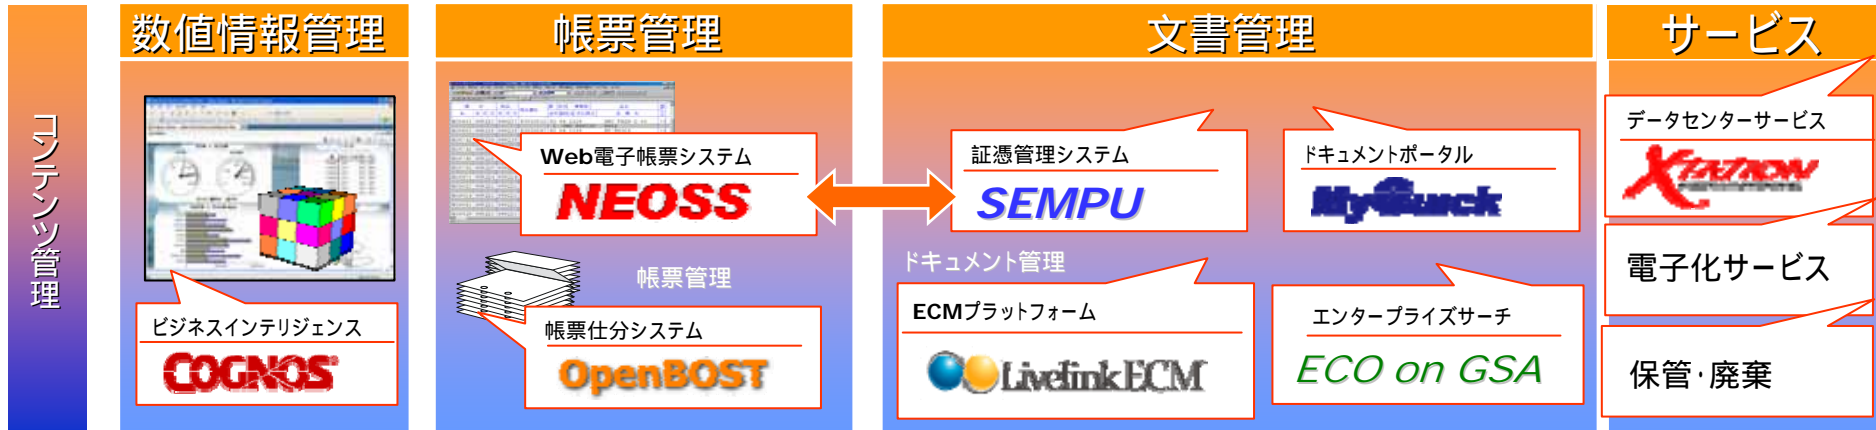 コンテンツ管理
数値情報管理
ビジネスインテリジェンス
COGNOS
帳票管理
Web電子帳票システム
NEOSS
帳票管理
帳票仕分システム
OpenBOST
文書管理
証憑管理システム
SEMPU
ドキュメントポータル
MyQuick
ドキュメント管理
ECMプラットフォーム
Livelink ECM
エンタープライズサーチ
ECO on GSA
サービス
データセンターサービス
XTATION
電子化サービス
保管・廃棄